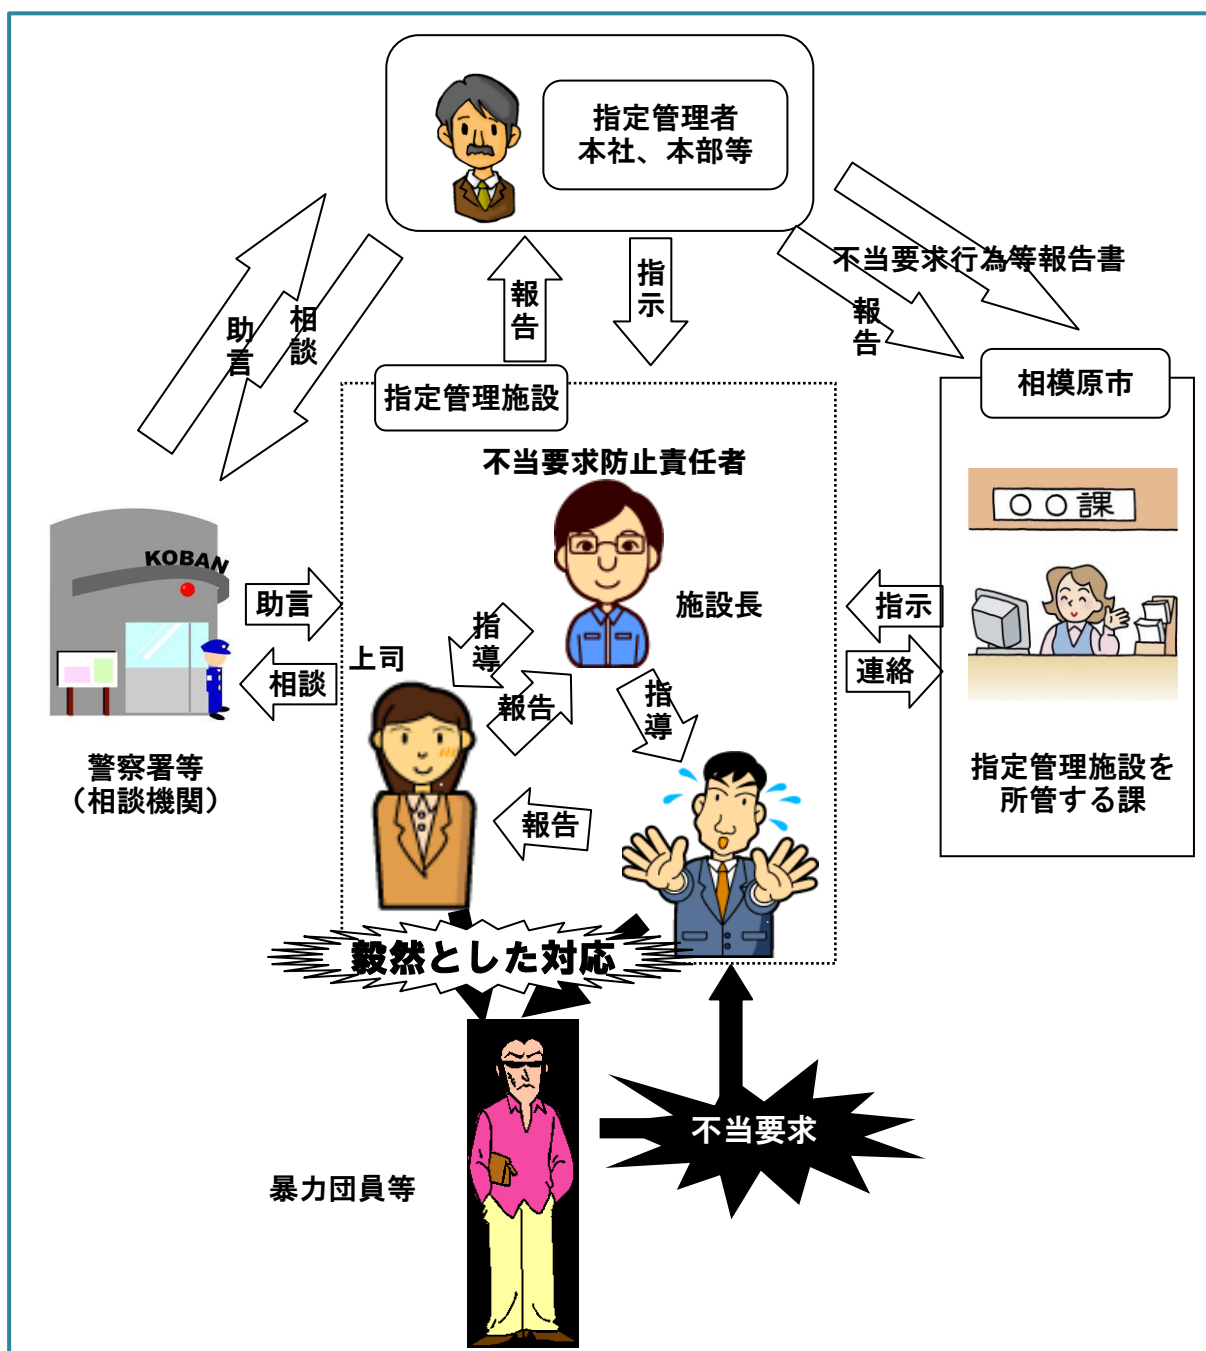 指定管理者
本社、本部等
不当要求行為等報告書
報告
指示
報告
助言
相談
指定管理施設
相模原市
不当要求防止責任者
○○課
KOBAN
助言
相談
施設長
指示
連絡
上司
指導
報告
指導
報告
警察署等
（相談機関）
指定管理施設を
所管する課
毅然とした対応
不当要求
暴力団員等